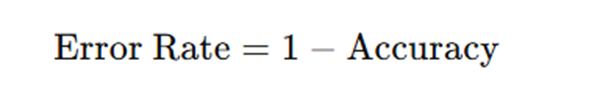 Error Rate = 1 − Accuracy